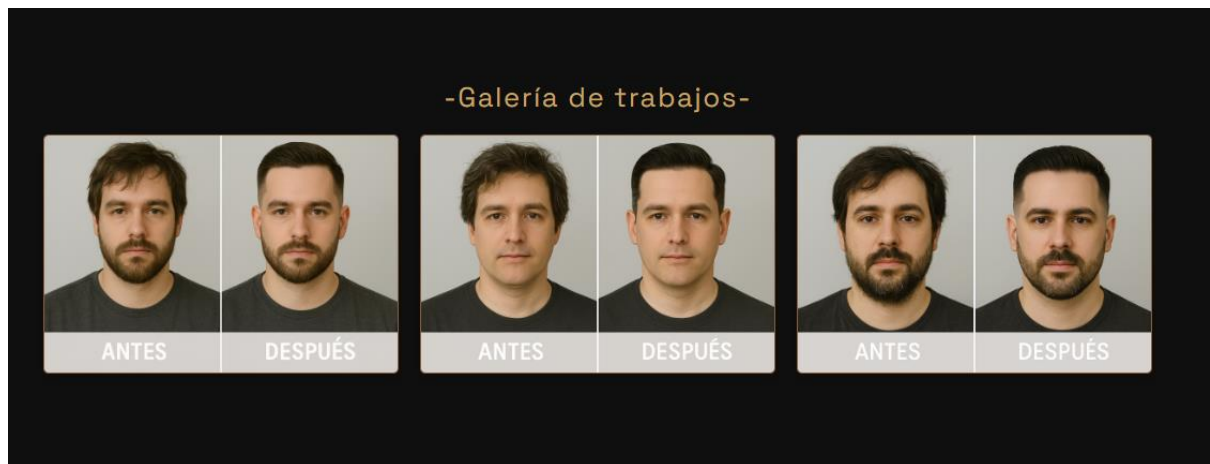 -Galería de trabajos-
ANTES DESPUÉS ANTES DESPUÉS ANTES DESPUÉS